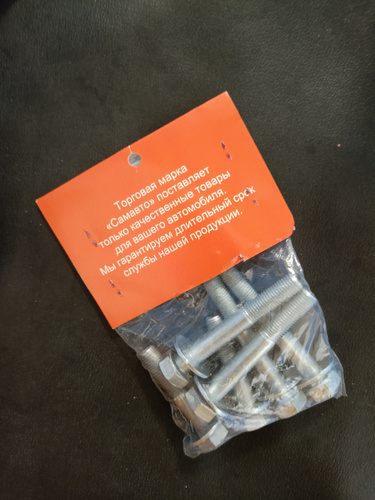 Торговая марка
«Самавто» поставляет
только качественные товары
для вашего автомобиля.
Мы гарантируем длительный срок
службы нашей продукции.